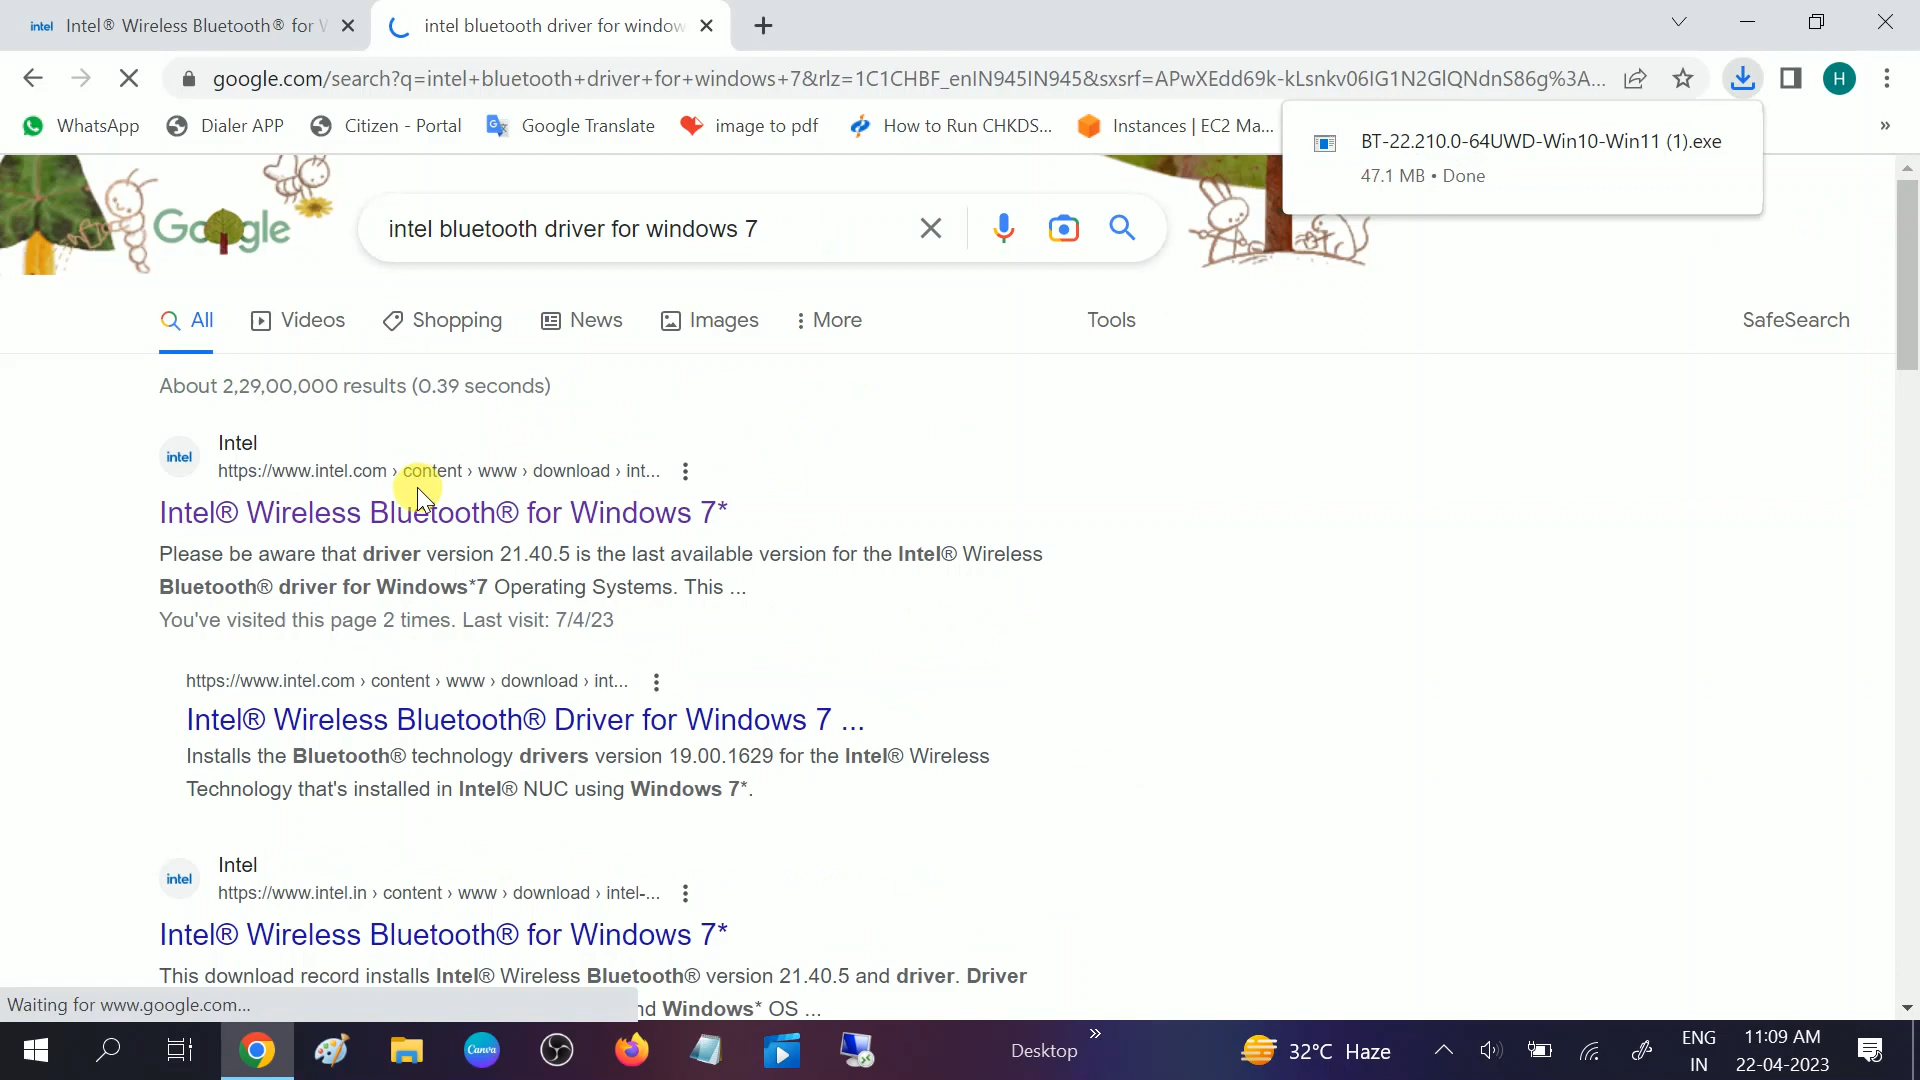 intel Intel® Wireless Bluetooth® for
intel bluetooth driver for window
google.com/search?q=intel+bluetooth+driver+for+windows+7&rlz=1C1CHBF_enIN945IN945&sxsrf=APwXEdd69k-kLsnkv06IG1N2GlQNdnS86g%3A...
H
WhatsApp
Dialer APP
Citizen - Portal
Google Translate
image to pdf
How to Run CHKDS...
Instances | EC2 Ma...
»
BT-22.210.0-64UWD-Win10-Win11 (1).exe
47.1 MB • Done
Google
intel bluetooth driver for windows 7
All
Videos
Shopping
News
Images
More
Tools
SafeSearch
About 2,29,00,000 results (0.39 seconds)
intel
Intel
https://www.intel.com › content › www › download › int...
Intel® Wireless Bluetooth® for Windows 7*
Please be aware that driver version 21.40.5 is the last available version for the Intel® Wireless
Bluetooth® driver for Windows*7 Operating Systems. This ...
You've visited this page 2 times. Last visit: 7/4/23
https://www.intel.com › content › www › download › int...
Intel® Wireless Bluetooth® Driver for Windows 7 ...
Installs the Bluetooth® technology drivers version 19.00.1629 for the Intel® Wireless
Technology that's installed in Intel® NUC using Windows 7*.
intel
Intel
https://www.intel.in › content › www › download › intel-...
Intel® Wireless Bluetooth® for Windows 7*
This download record installs Intel® Wireless Bluetooth® version 21.40.5 and driver. Driver
nd Windows* OS ...
Waiting for www.google.com...
Canva
Desktop
»
32°C Haze
ENG
IN
11:09 AM
22-04-2023